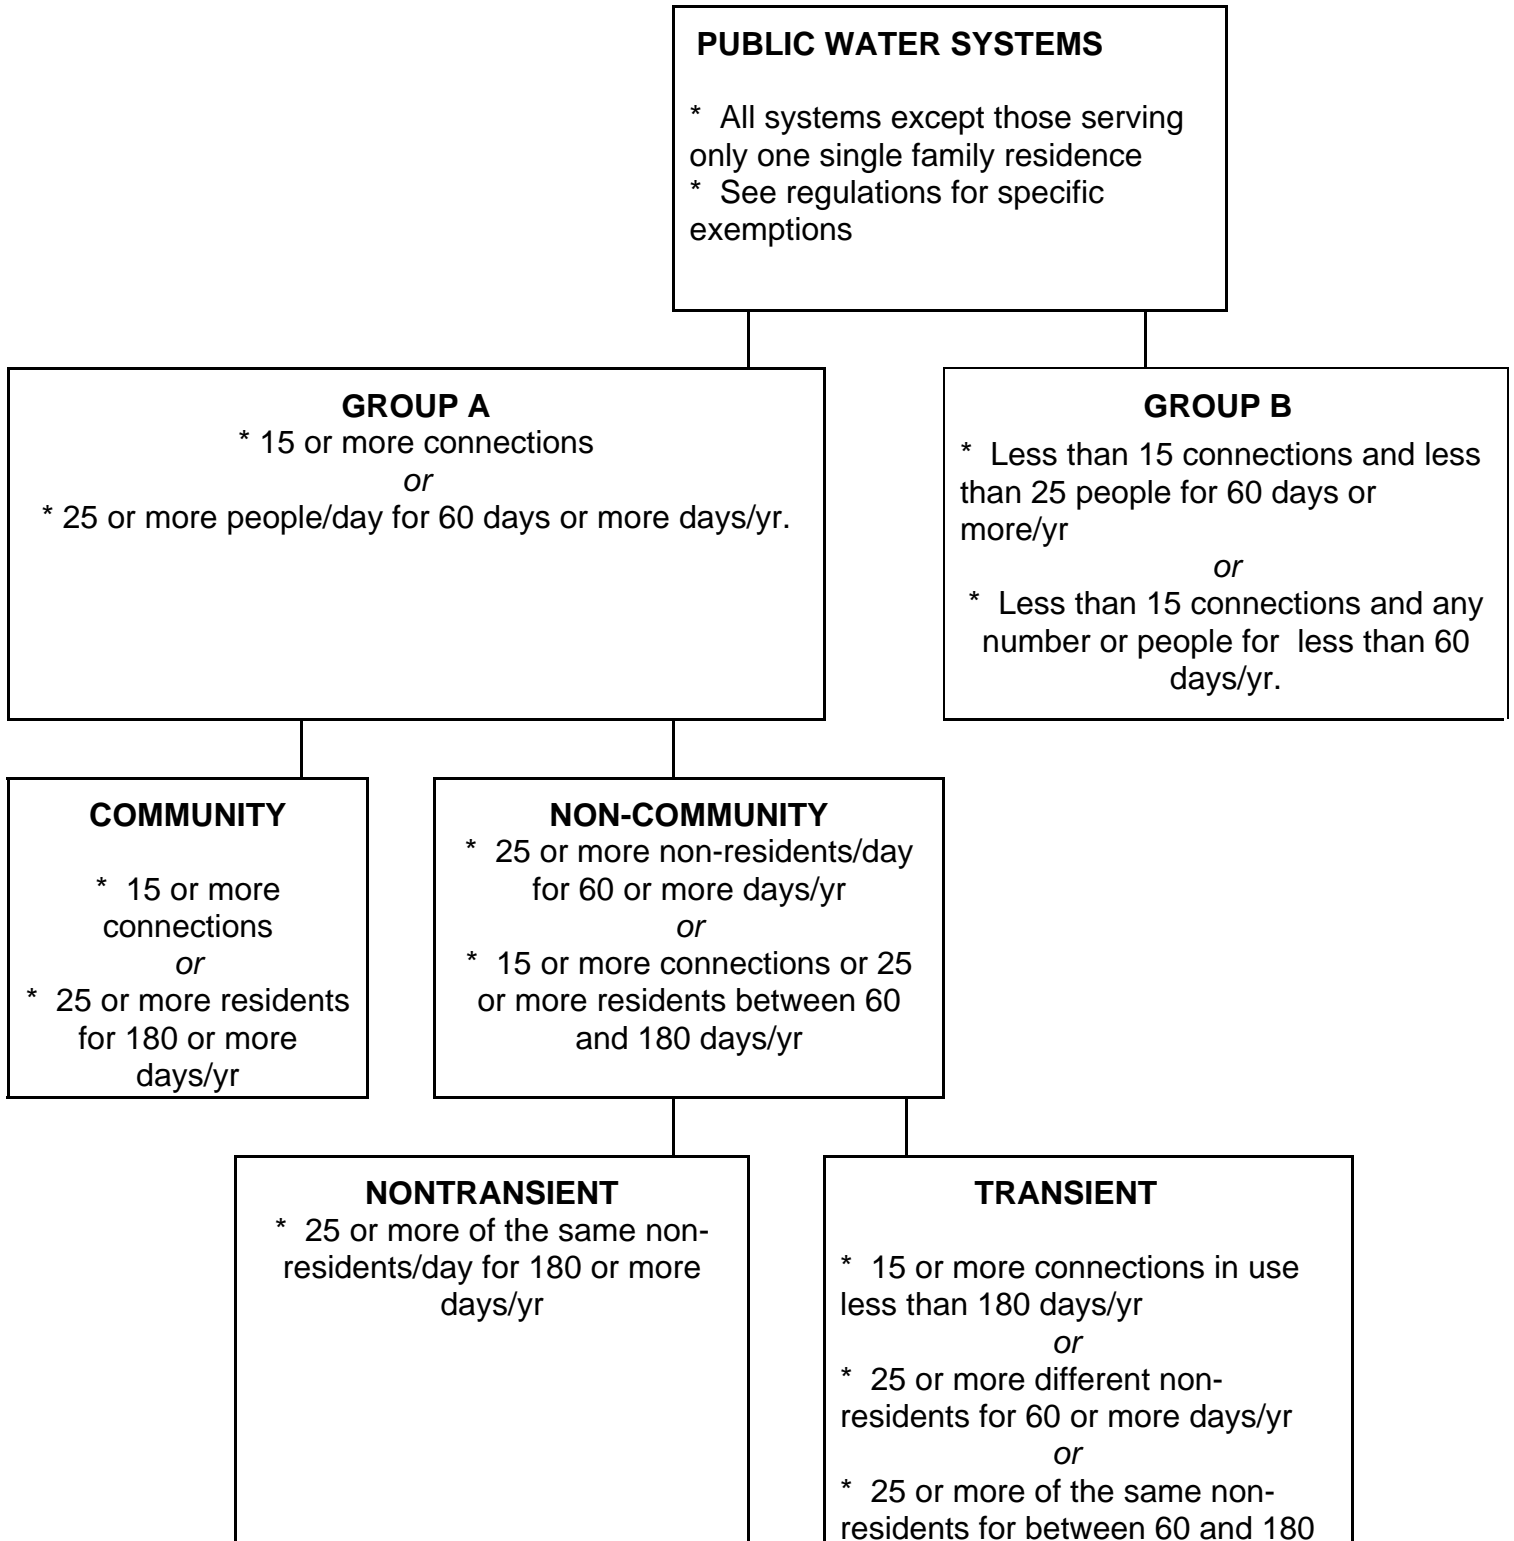 PUBLIC WATER SYSTEMS
* All systems except those serving
only one single family residence
* See regulations for specific
exemptions
GROUP A
* 15 or more connections
or
* 25 or more people/day for 60 days or more days/yr.
GROUP B
* Less than 15 connections and less
than 25 people for 60 days or
more/yr
or
* Less than 15 connections and any
number or people for less than 60
days/yr.
COMMUNITY
* 15 or more
connections
or
* 25 or more residents
for 180 or more
days/yr
NON-COMMUNITY
* 25 or more non-residents/day
for 60 or more days/yr
or
* 15 or more connections or 25
or more residents between 60
and 180 days/yr
NONTRANSIENT
* 25 or more of the same non-
residents/day for 180 or more
days/yr
TRANSIENT
* 15 or more connections in use
less than 180 days/yr
or
* 25 or more different non-
residents for 60 or more days/yr
or
* 25 or more of the same non-
residents for between 60 and 180